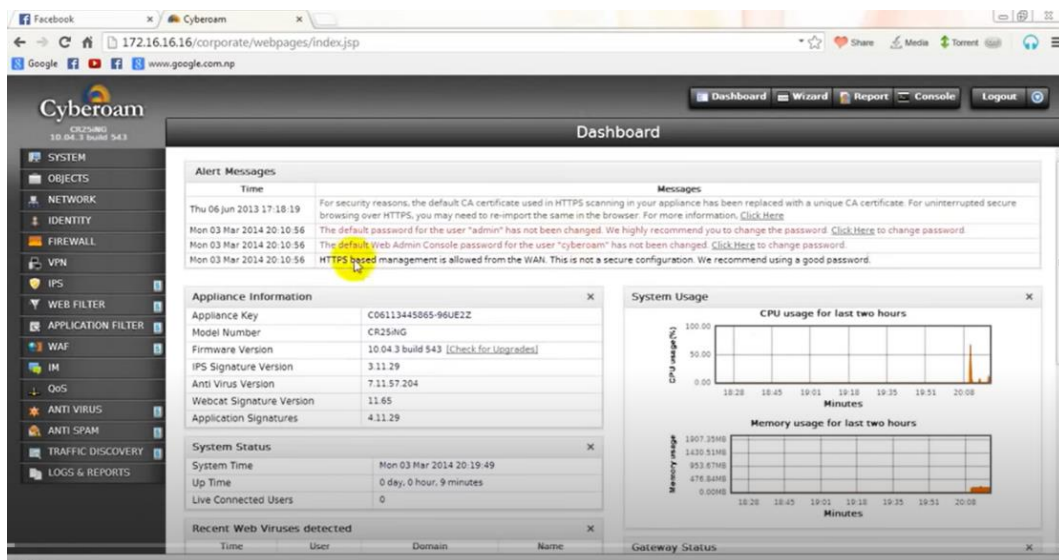 Facebook
Cyberoam
172.16.16.16/corporate/webpages/index.jsp
Share Media Torrent
Google www.google.com.np
Cyberoam
CR25iNG
10.04.3 build 543
Dashboard Wizard Report Console Logout
Dashboard
SYSTEM
OBJECTS
NETWORK
IDENTITY
FIREWALL
VPN
IPS
WEB FILTER
APPLICATION FILTER
WAF
IM
QoS
ANTI VIRUS
ANTI SPAM
TRAFFIC DISCOVERY
LOGS & REPORTS
Alert Messages
Time Messages
Thu 06 Jun 2013 17:18:19 For security reasons, the default CA certificate used in HTTPS scanning in your appliance has been replaced with a unique CA certificate. For uninterrupted secure
browsing over HTTPS, you may need to re-import the same in the browser. For more information, Click Here
Mon 03 Mar 2014 20:10:56 The default password for the user "admin" has not been changed. We highly recommend you to change the password. Click Here to change password.
Mon 03 Mar 2014 20:10:56 The default Web Admin Console password for the user "cyberoam" has not been changed. Click Here to change password.
Mon 03 Mar 2014 20:10:56 HTTPS based management is allowed from the WAN. This is not a secure configuration. We recommend using a good password.
Appliance Information
Appliance Key C06113445865-96UE2Z
Model Number CR25iNG
Firmware Version 10.04.3 build 543 [Check for Upgrades]
IPS Signature Version 3.11.29
Anti Virus Version 7.11.57.204
Webcat Signature Version 11.65
Application Signatures 4.11.29
System Status
System Time Mon 03 Mar 2014 20:19:49
Up Time 0 day, 0 hour, 9 minutes
Live Connected Users 0
Recent Web Viruses detected
Time User Domain Name
System Usage
CPU usage for last two hours
CPU usage(%)
100.00
50.00
0.00
18:28 18:45 19:01 19:18 19:35 19:51 20:08
Minutes
Memory usage for last two hours
Memory usage
1907.35MB
1430.51MB
953.67MB
476.84MB
0.00MB
18:28 18:45 19:01 19:18 19:35 19:51 20:08
Minutes
Gateway Status